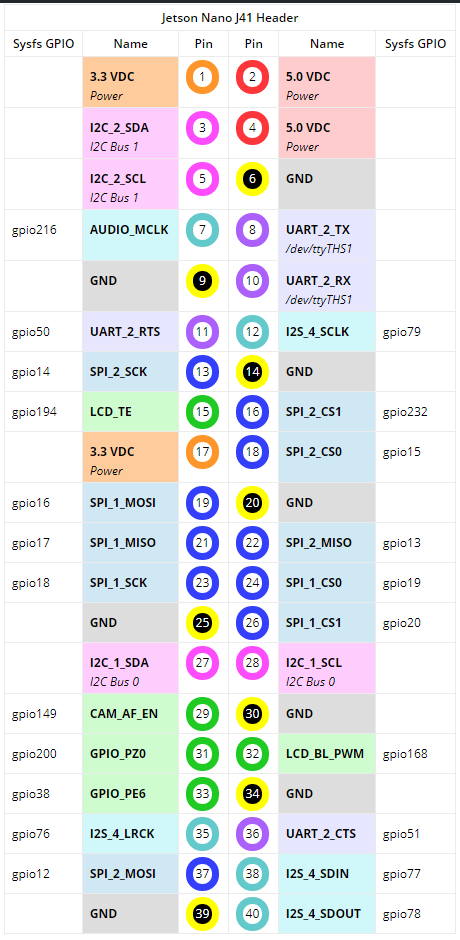 Jetson Nano J41 Header
Sysfs GPIO Name Pin Pin Name Sysfs GPIO
3.3 VDC 1 2 5.0 VDC
Power Power
I2C_2_SDA 3 4 5.0 VDC
I2C Bus 1 Power
I2C_2_SCL 5 6 GND
I2C Bus 1
gpio216 AUDIO_MCLK 7 8 UART_2_TX
/dev/ttyTHS1
GND 9 10 UART_2_RX
/dev/ttyTHS1
gpio50 UART_2_RTS 11 12 I2S_4_SCLK gpio79
gpio14 SPI_2_SCK 13 14 GND
gpio194 LCD_TE 15 16 SPI_2_CS1 gpio232
3.3 VDC 17 18 SPI_2_CS0 gpio15
Power
gpio16 SPI_1_MOSI 19 20 GND
gpio17 SPI_1_MISO 21 22 SPI_2_MISO gpio13
gpio18 SPI_1_SCK 23 24 SPI_1_CS0 gpio19
GND 25 26 SPI_1_CS1 gpio20
I2C_1_SDA 27 28 I2C_1_SCL
I2C Bus 0 I2C Bus 0
gpio149 CAM_AF_EN 29 30 GND
gpio200 GPIO_PZ0 31 32 LCD_BL_PWM gpio168
gpio38 GPIO_PE6 33 34 GND
gpio76 I2S_4_LRCK 35 36 UART_2_CTS gpio51
gpio12 SPI_2_MOSI 37 38 I2S_4_SDIN gpio77
GND 39 40 I2S_4_SDOUT gpio78